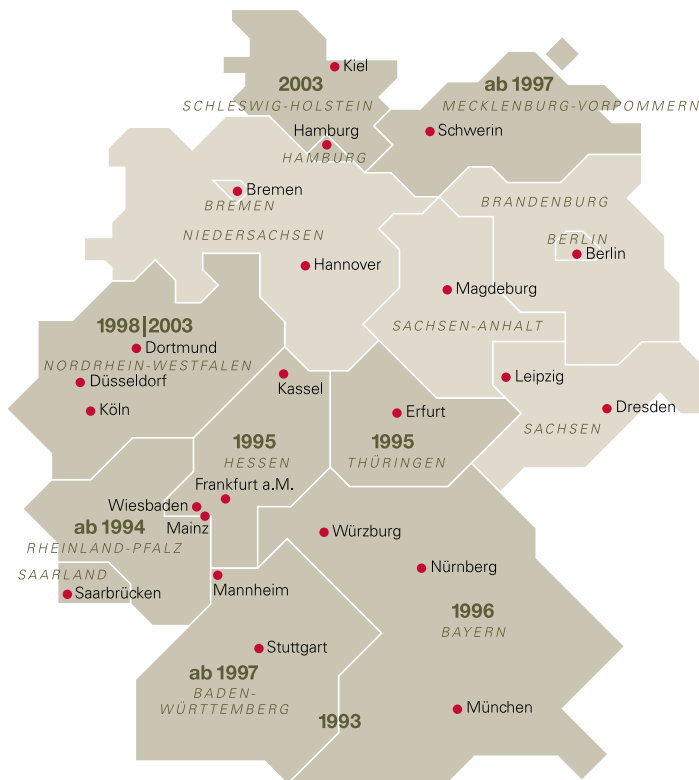 Kiel
2003
ab 1997
SCHLESWIG-HOLSTEIN
MECKLENBURG-VORPOMMERN
Hamburg
Schwerin
HAMBURG
Bremen
BREMEN
BRANDENBURG
NIEDERSACHSEN
BERLIN
Berlin
Hannover
Magdeburg
1998|2003
SACHSEN-ANHALT
Dortmund
NORDRHEIN-WESTFALEN
Düsseldorf
Kassel
Leipzig
Köln
Erfurt
Dresden
1995
HESSEN
1995
THÜRINGEN
SACHSEN
Frankfurt a.M.
Wiesbaden
ab 1994
Mainz
RHEINLAND-PFALZ
Würzburg
SAARLAND
Saarbrücken
Mannheim
Nürnberg
1996
BAYERN
Stuttgart
ab 1997
BADEN-
WÜRTTEMBERG
1993
München